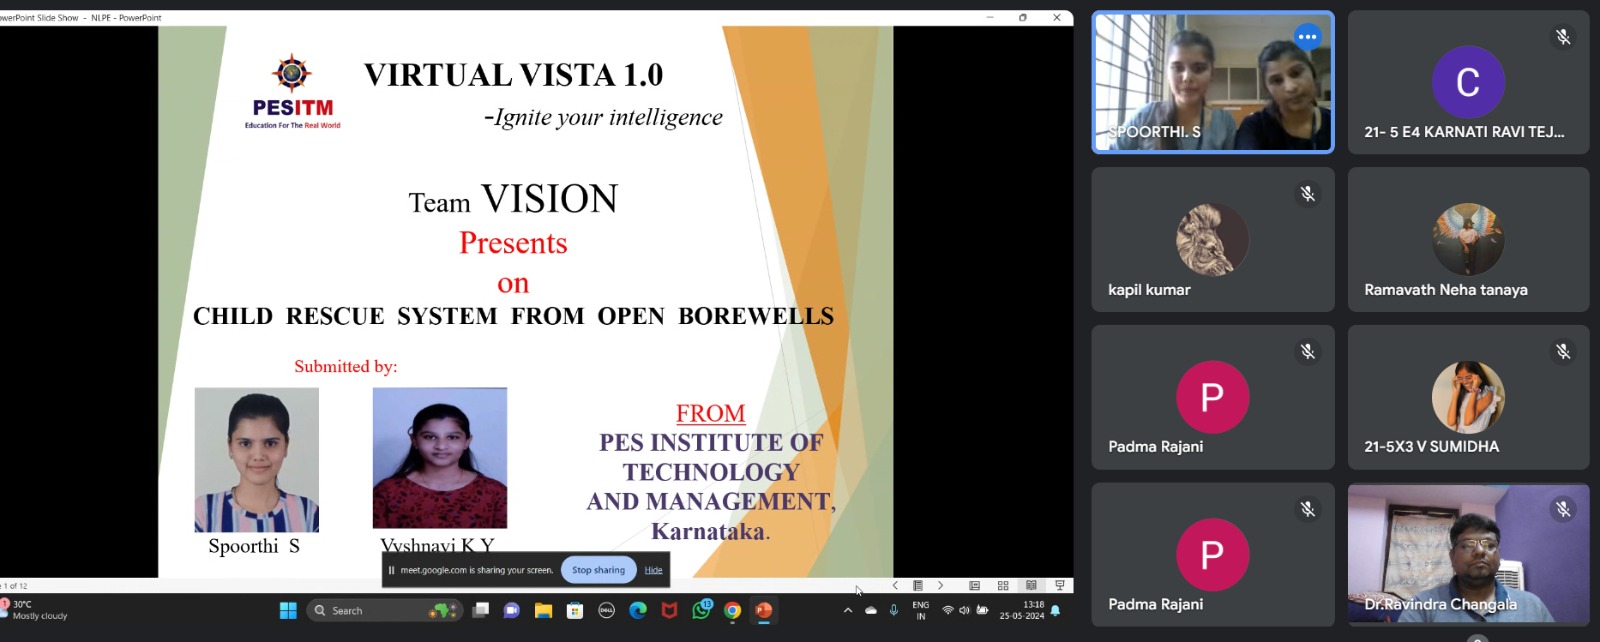 PowerPoint Slide Show - NLPE - PowerPoint
PESITM
Education For The Real World
VIRTUAL VISTA 1.0
-Ignite your intelligence
Team VISION
Presents
on
CHILD RESCUE SYSTEM FROM OPEN BOREWELLS
Submitted by:
Spoorthi S
Vyshnavi K Y
FROM
PES INSTITUTE OF
TECHNOLOGY
AND MANAGEMENT,
Karnataka.
meet.google.com is sharing your screen.
Stop sharing
Hide
1 of 12
1
30°C
Mostly cloudy
Search
DELL
13
ENG
IN
13:18
25-05-2024
SPOORTHI. S
C
21- 5 E4 KARNATI RAVI TEJ...
kapil kumar
Ramavath Neha tanaya
P
Padma Rajani
21-5X3 V SUMIDHA
P
Padma Rajani
Dr.Ravindra Changala